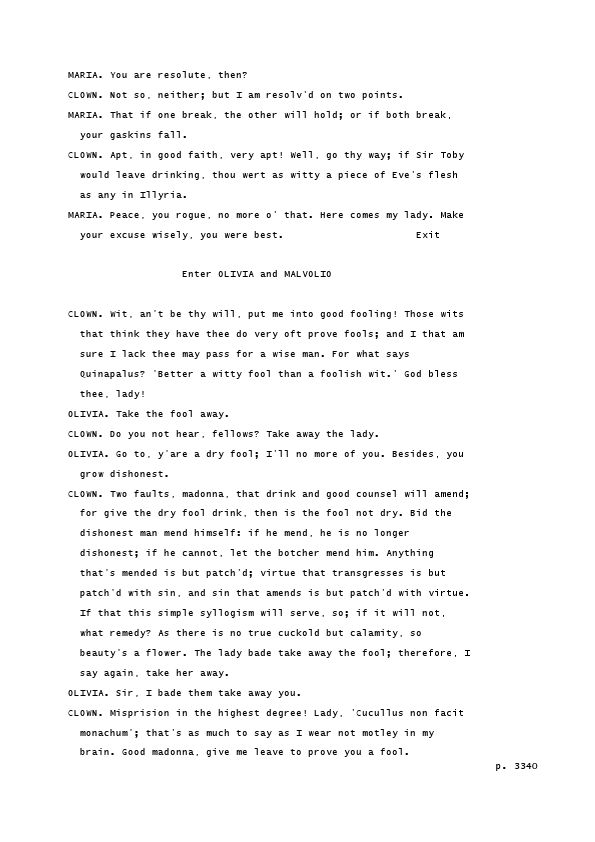 MARIA. You are resolute, then?
CLOWN. Not so, neither; but I am resolv'd on two points.
MARIA. That if one break, the other will hold; or if both break,
your gaskins fall.
CLOWN. Apt, in good faith, very apt! Well, go thy way; if Sir Toby
would leave drinking, thou wert as witty a piece of Eve's flesh
as any in Illyria.
MARIA. Peace, you rogue, no more o' that. Here comes my lady. Make
your excuse wisely, you were best. Exit
Enter OLIVIA and MALVOLIO
CLOWN. Wit, an't be thy will, put me into good fooling! Those wits
that think they have thee do very oft prove fools; and I that am
sure I lack thee may pass for a wise man. For what says
Quinapalus? 'Better a witty fool than a foolish wit.' God bless
thee, lady!
OLIVIA. Take the fool away.
CLOWN. Do you not hear, fellows? Take away the lady.
OLIVIA. Go to, y'are a dry fool; I'll no more of you. Besides, you
grow dishonest.
CLOWN. Two faults, madonna, that drink and good counsel will amend;
for give the dry fool drink, then is the fool not dry. Bid the
dishonest man mend himself: if he mend, he is no longer
dishonest; if he cannot, let the botcher mend him. Anything
that's mended is but patch'd; virtue that transgresses is but
patch'd with sin, and sin that amends is but patch'd with virtue.
If that this simple syllogism will serve, so; if it will not,
what remedy? As there is no true cuckold but calamity, so
beauty's a flower. The lady bade take away the fool; therefore, I
say again, take her away.
OLIVIA. Sir, I bade them take away you.
CLOWN. Misprision in the highest degree! Lady, 'Cucullus non facit
monachum'; that's as much to say as I wear not motley in my
brain. Good madonna, give me leave to prove you a fool.
p. 3340